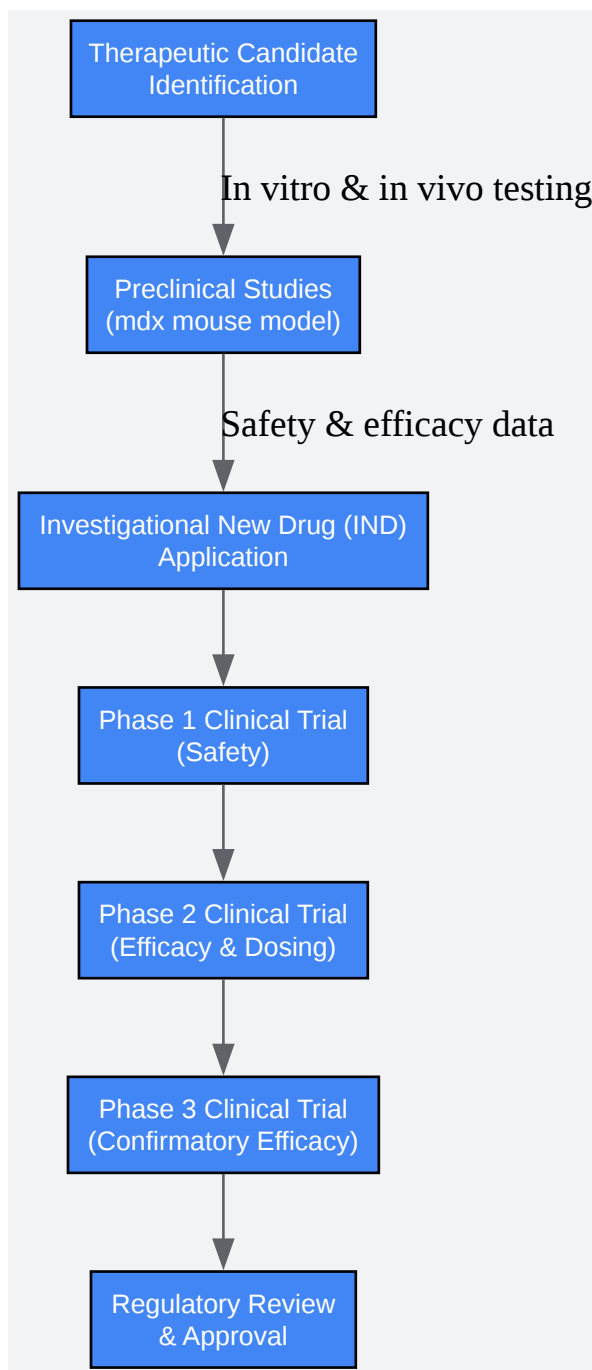 Therapeutic Candidate
Identification
In vitro & in vivo testing
Preclinical Studies
(mdx mouse model)
Safety & efficacy data
Investigational New Drug (IND)
Application
Phase 1 Clinical Trial
(Safety)
Phase 2 Clinical Trial
(Efficacy & Dosing)
Phase 3 Clinical Trial
(Confirmatory Efficacy)
Regulatory Review
& Approval